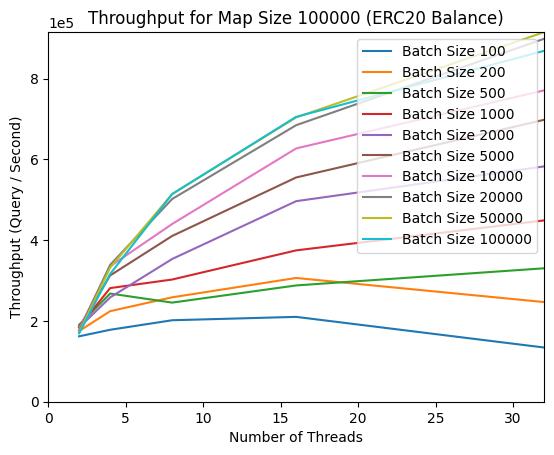 Throughput for Map Size 100000 (ERC20 Balance)
1e5
8
6
4
2
0
Throughput (Query / Second)
Batch Size 100
Batch Size 200
Batch Size 500
Batch Size 1000
Batch Size 2000
Batch Size 5000
Batch Size 10000
Batch Size 20000
Batch Size 50000
Batch Size 100000
0 5 10 15 20 25 30
Number of Threads